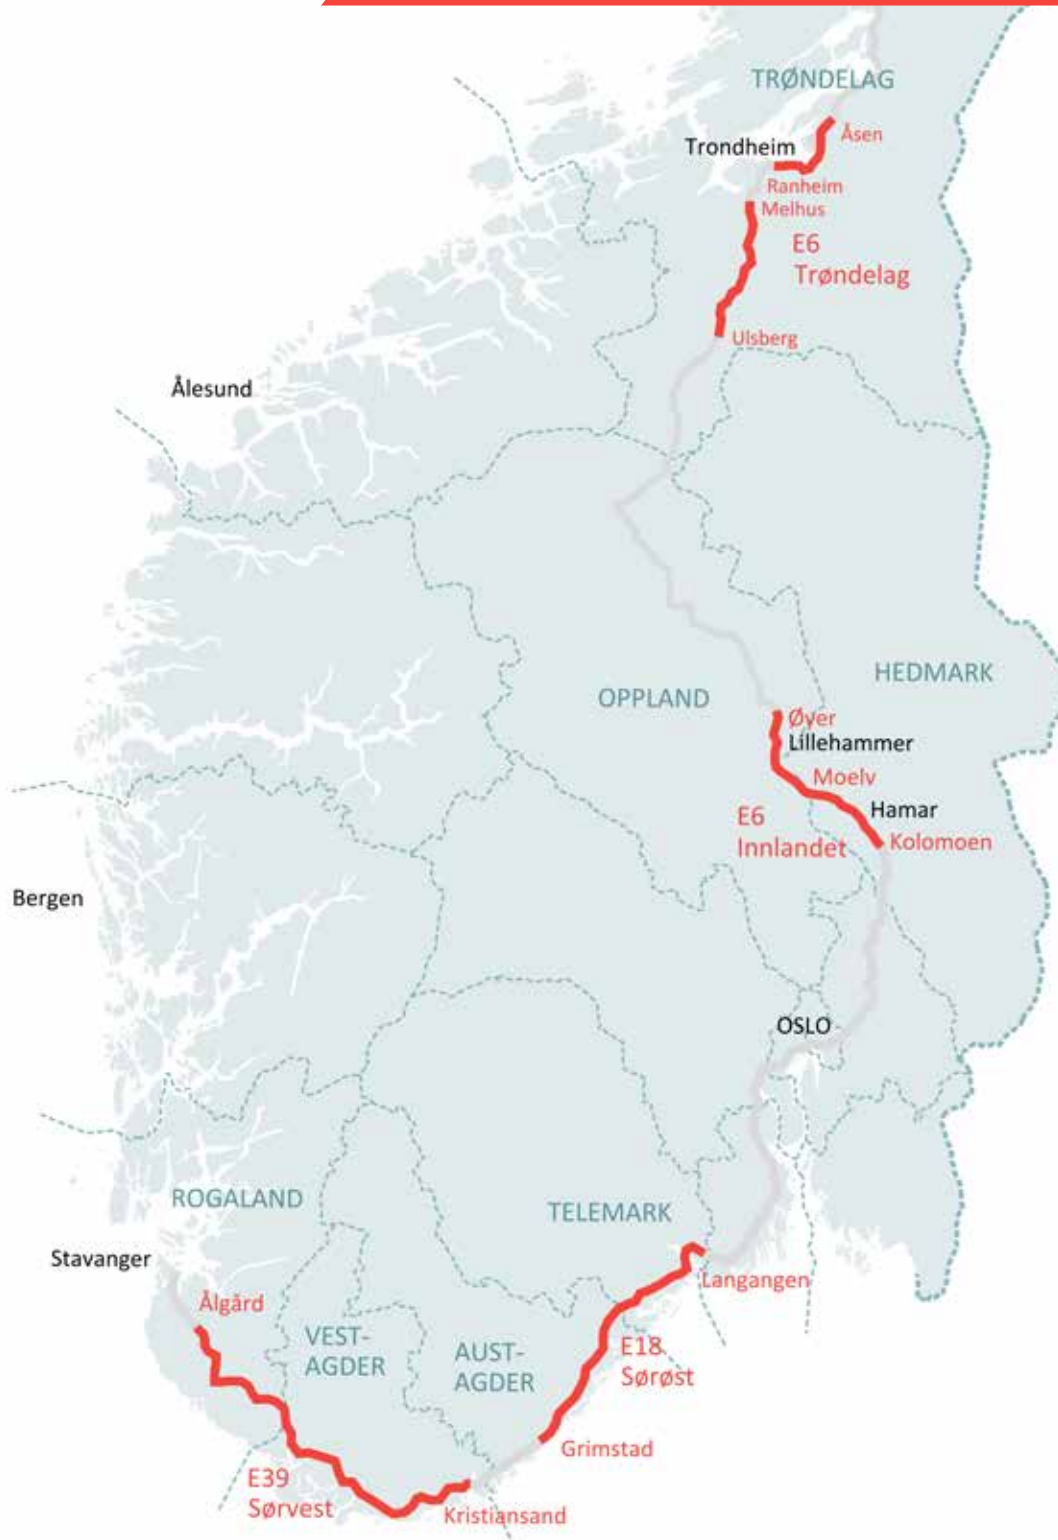 TRØNDELAG
Åsen
Trondheim
Ranheim
Melhus
E6
Trøndelag
Ulsberg
Ålesund
HEDMARK
OPPLAND
Øyer
Lillehammer
Moelv
Hamar
E6
Innlandet
Kolomoen
Bergen
OSLO
ROGALAND
TELEMARK
Stavanger
Langangen
Ålgård
VEST-
AGDER
AUST-
AGDER
E18
Sørøst
Grimstad
E39
Sørvest
Kristiansand